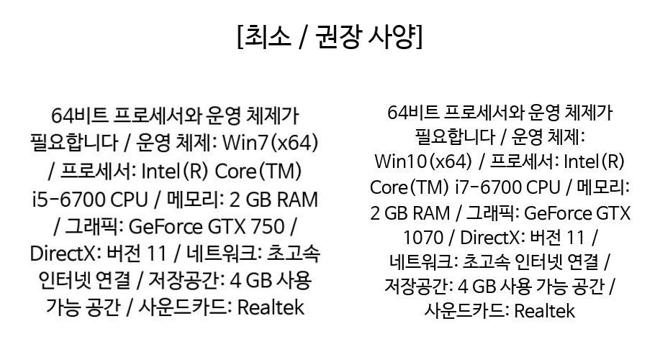 [최소 / 권장 사양]
64비트 프로세서와 운영 체제가
필요합니다 / 운영 체제: Win7(x64)
/ 프로세서: Intel(R) Core(TM)
i5-6700 CPU / 메모리: 2 GB RAM
/ 그래픽: GeForce GTX 750 /
DirectX: 버전 11 / 네트워크: 초고속
인터넷 연결 / 저장공간: 4 GB 사용
가능 공간 / 사운드카드: Realtek
64비트 프로세서와 운영 체제가
필요합니다 / 운영 체제:
Win10(x64) / 프로세서: Intel(R)
Core(TM) i7-6700 CPU / 메모리:
2 GB RAM / 그래픽: GeForce GTX
1070 / DirectX: 버전 11 /
네트워크: 초고속 인터넷 연결 /
저장공간: 4 GB 사용 가능 공간 /
사운드카드: Realtek